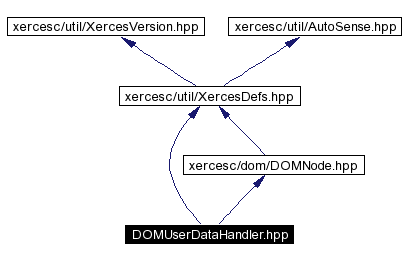 xercesc/util/XercesVersion.hpp
xercesc/util/AutoSense.hpp
xercesc/util/XercesDefs.hpp
xercesc/dom/DOMNode.hpp
DOMUserDataHandler.hpp